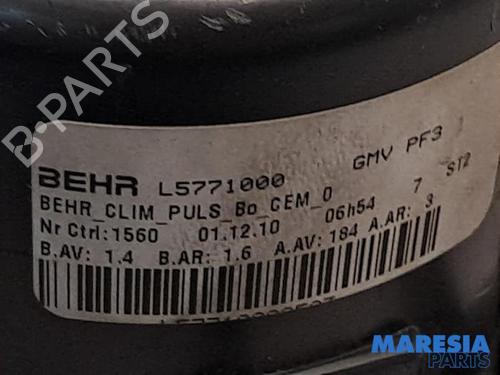 B-PARTS
BEHR L5771000 GMV PF3
BEHR_CLIM_PULS_Bo_CEM_0 06h54 7 ST2
Nr Ctrl:1560 01.12.10
B.AV: 1.4 B.AR: 1.6 A.AV: 184 A.AR: 3
MARESIA
PARTS